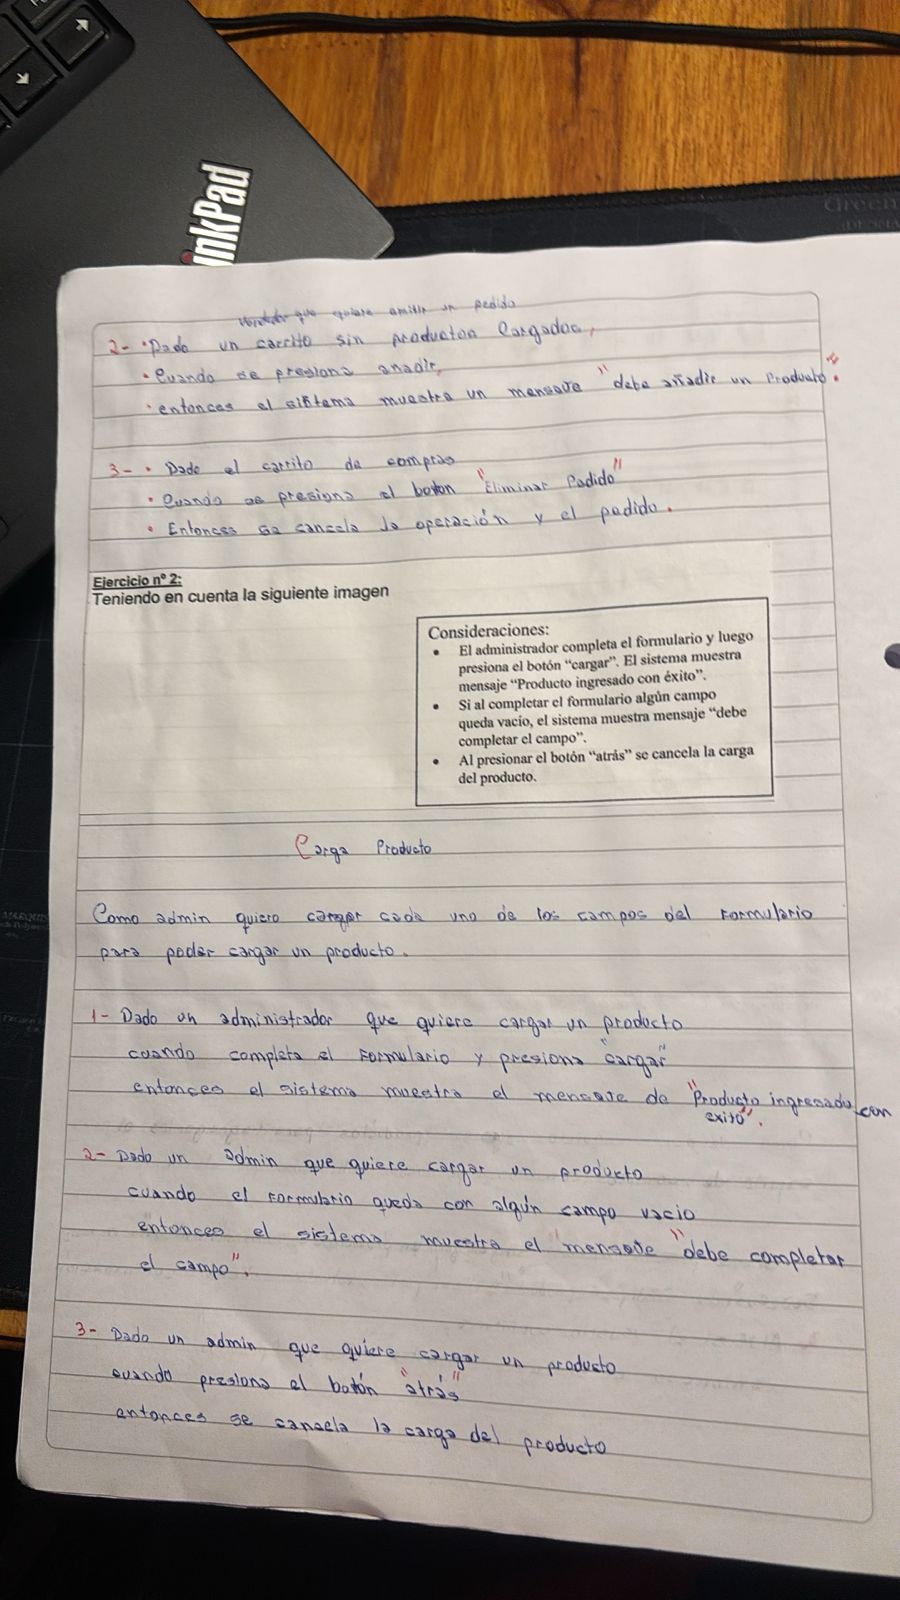 inkPad
Green
vendedor que quiere emitir un pedido
2- • Dado un carrito sin productos Cargados,
• Cuando se presiona anadir,
• entonces el sistema muestra un mensaje "debe añadir un Producto".
3- • Dado el carrito de compras
• Cuando se presiona el boton "Eliminar Pedido"
• Entonces se cancela la operación y el pedido.
Ejercicio nº 2:
Teniendo en cuenta la siguiente imagen
Consideraciones:
• El administrador completa el formulario y luego
presiona el botón “cargar”. El sistema muestra
mensaje “Producto ingresado con éxito”.
• Si al completar el formulario algún campo
queda vacío, el sistema muestra mensaje “debe
completar el campo”.
• Al presionar el botón “atrás” se cancela la carga
del producto.
Carga Producto
Como admin quiero cargar cada uno de los campos del Formulario
para poder cargar un producto.
1- Dado un administrador que quiere cargar un producto
cuando completa el Formulario y presiona "cargar"
entonces el sistema muestra el mensaje de "Producto ingresado con
exito".
2- Dado un admin que quiere cargar un producto
cuando el Formulario queda con algún campo vacio
entonces el sistema muestra el mensaje "debe completar
el campo".
3- Dado un admin que quiere cargar un producto
cuando presiona el botón "atrás"
entonces se cancela la carga del producto